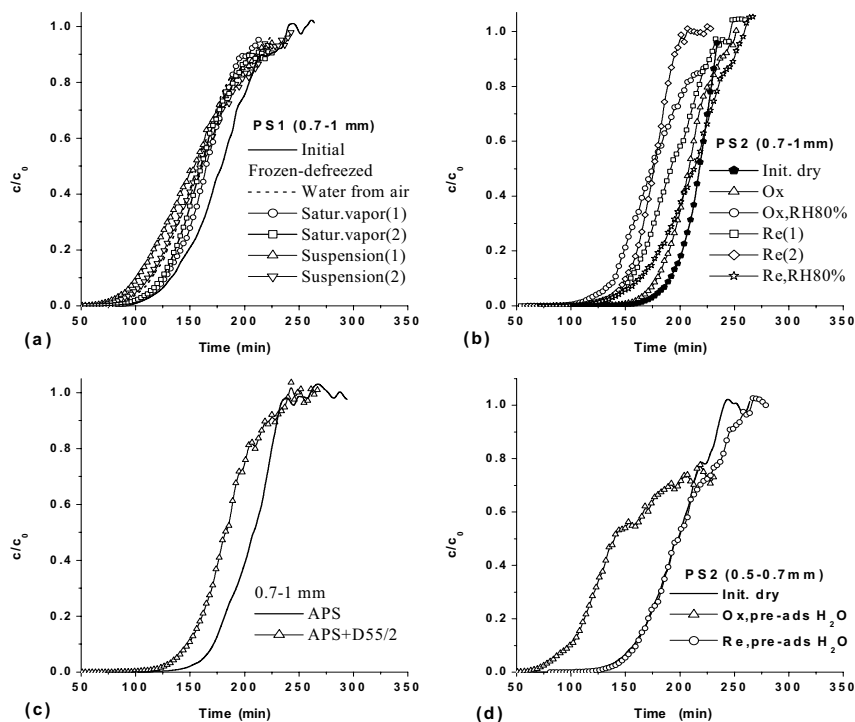 1.0
0.8
0.6
0.4
0.2
0.0
c/c0
PS1 (0.7-1 mm)
Initial
Frozen-defreezed
Water from air
Satur.vapor(1)
Satur.vapor(2)
Suspension(1)
Suspension(2)
50 100 150 200 250 300 350
Time (min)
(a)
1.0
0.8
0.6
0.4
0.2
0.0
c/c0
PS2 (0.7-1mm)
Init. dry
Ox
Ox,RH80%
Re(1)
Re(2)
Re,RH80%
50 100 150 200 250 300 350
Time (min)
(b)
1.0
0.8
0.6
0.4
0.2
0.0
c/c0
0.7-1 mm
APS
APS+D55/2
50 100 150 200 250 300 350
Time (min)
(c)
1.0
0.8
0.6
0.4
0.2
0.0
c/c0
PS2 (0.5-0.7mm)
Init. dry
Ox,pre-ads H2O
Re,pre-ads H2O
50 100 150 200 250 300 350
Time (min)
(d)